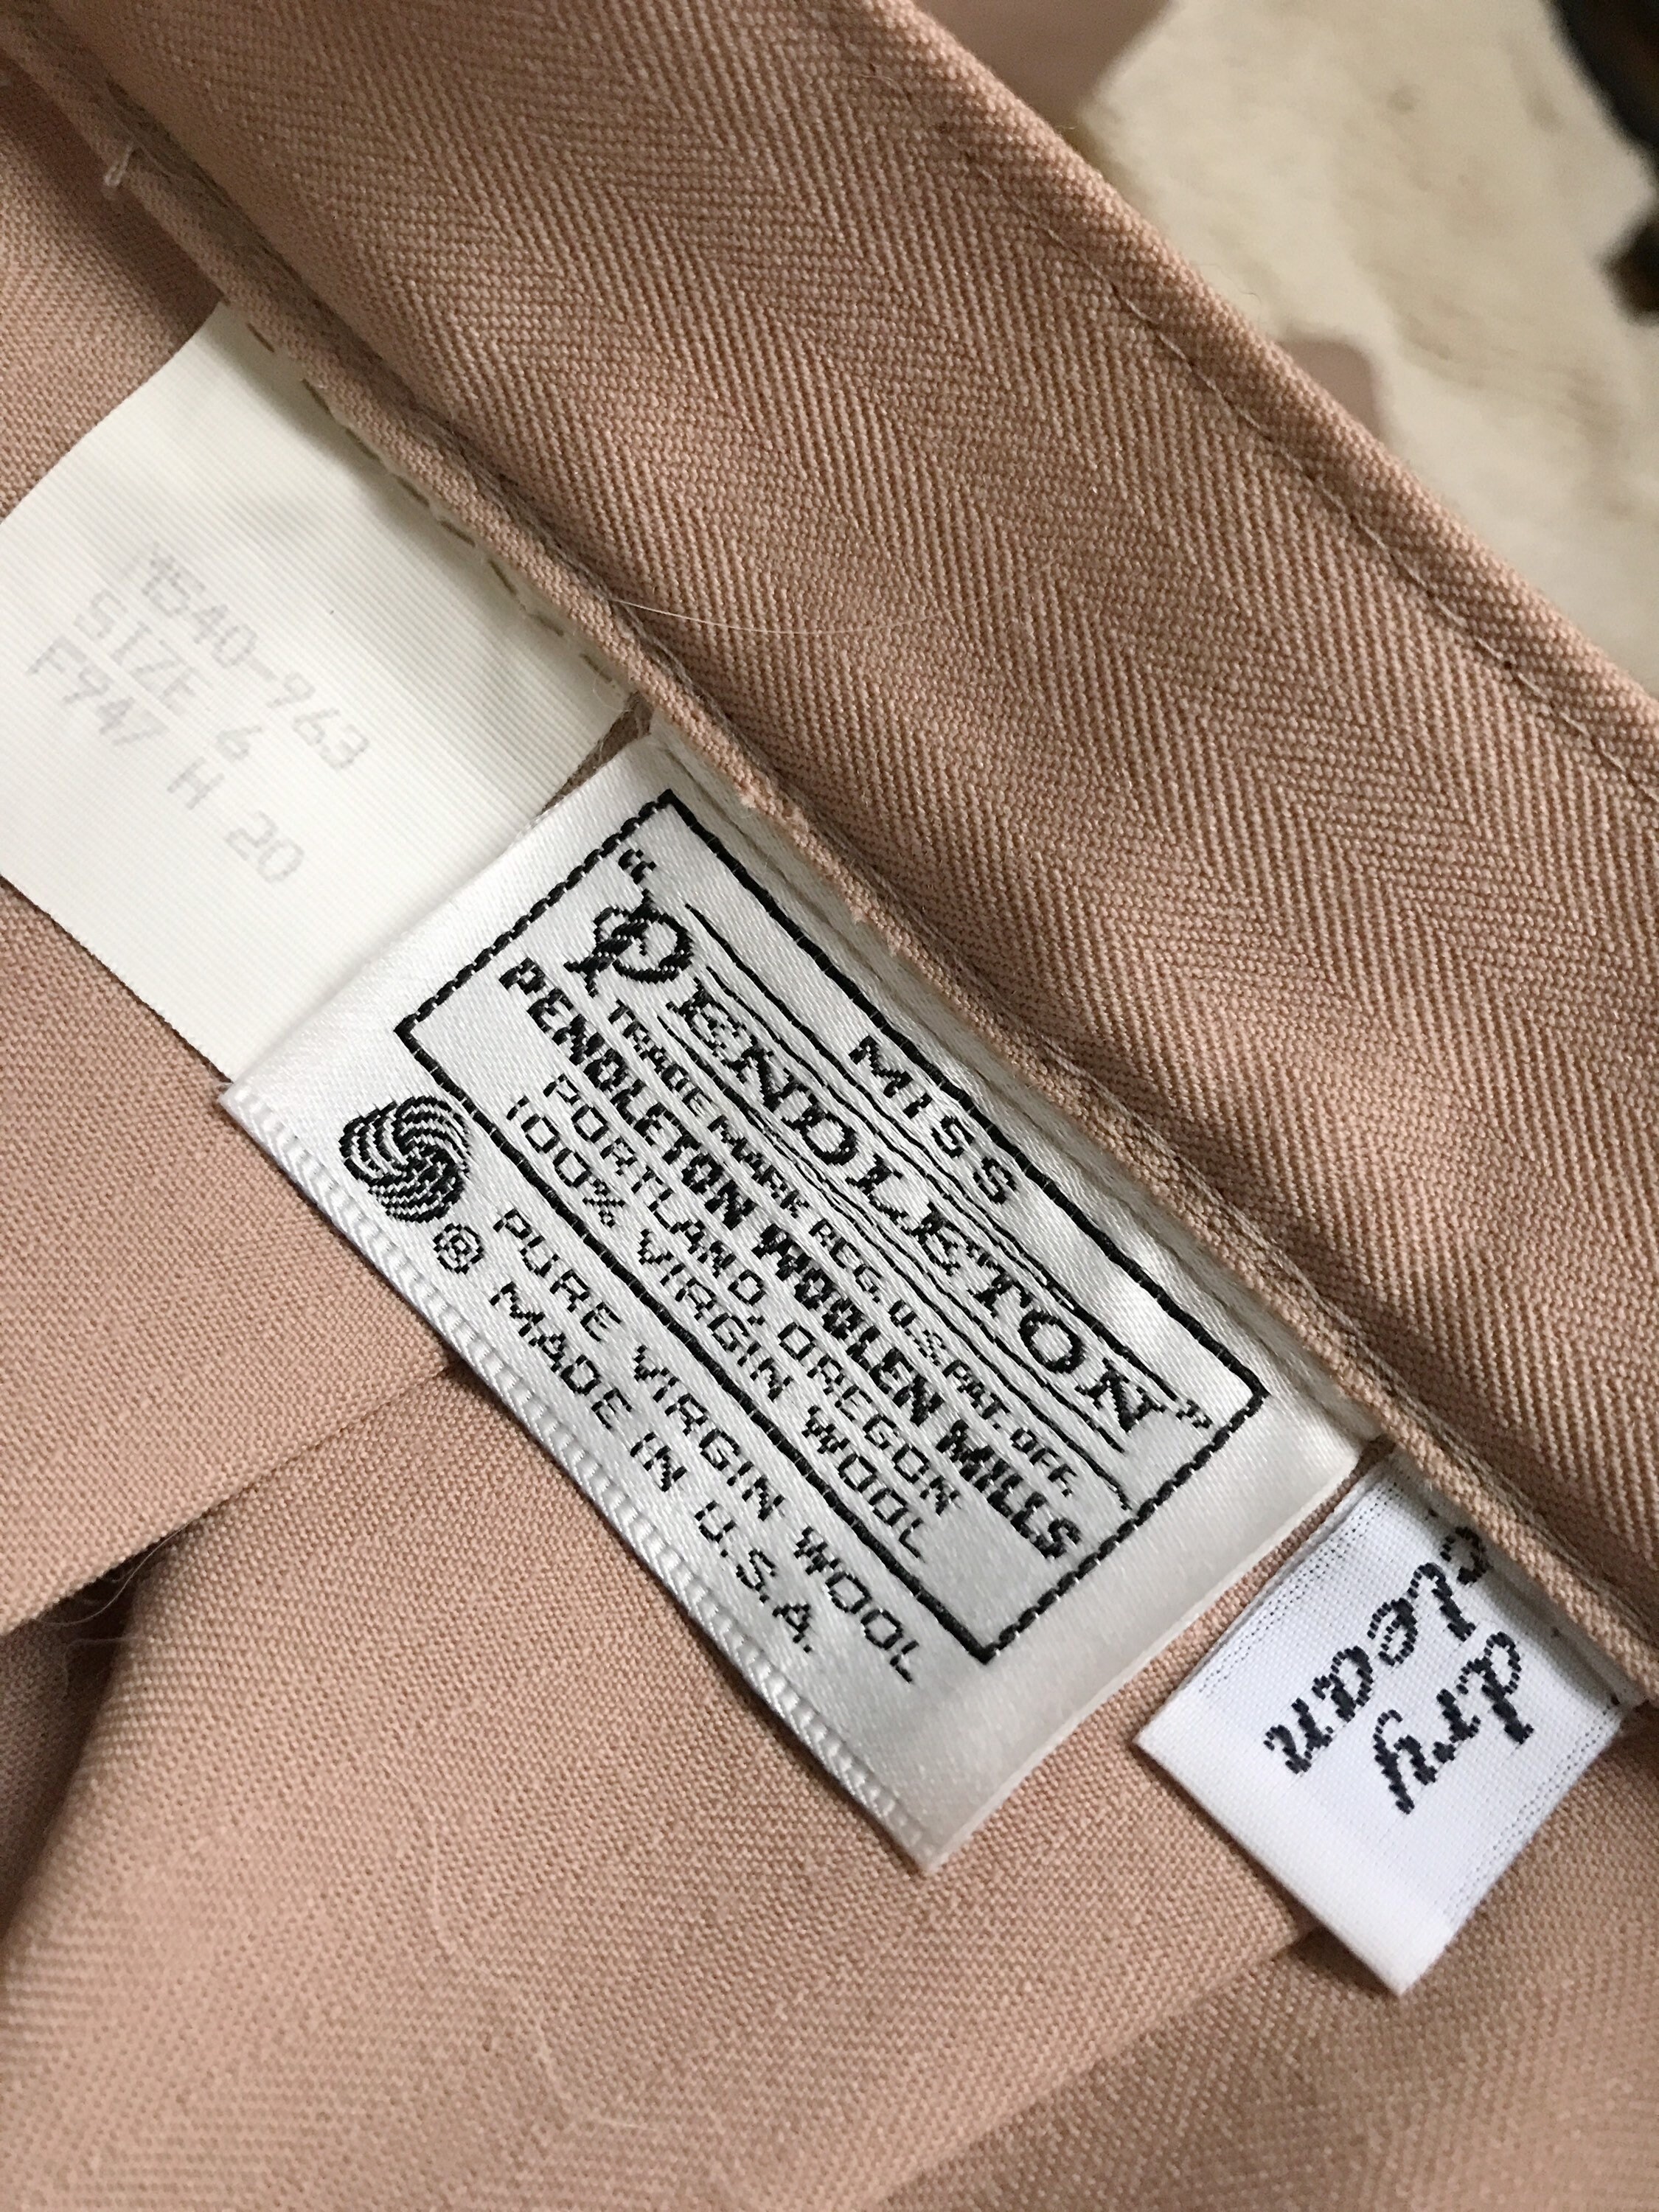 M540-963
SIZE 6
F947 H 20
MISS
"PENDLETON"
TRADE MARK REG. U.S. PAT. OFF.
PENDLETON WOOLEN MILLS
PORTLAND, OREGON
100% VIRGIN WOOL
PURE VIRGIN WOOL
® MADE IN U.S.A.
dry
clean